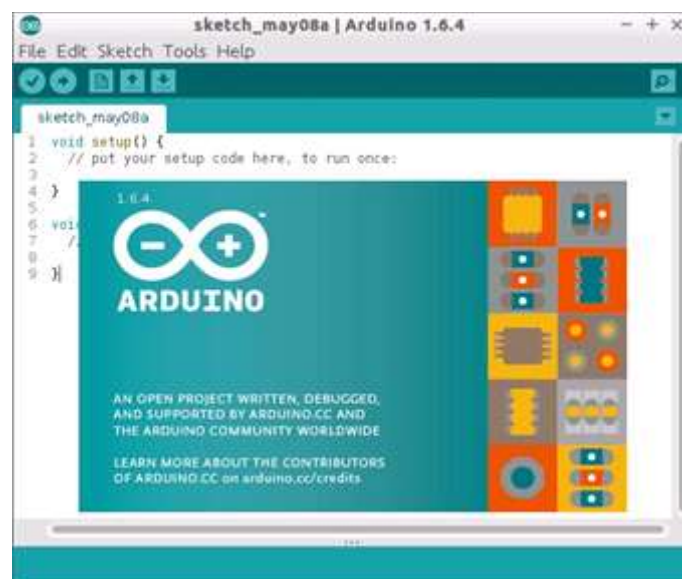 sketch_may08a | Arduino 1.6.4
File Edit Sketch Tools Help
sketch_may08a
1 void setup() {
2 // put your setup code here, to run once:
3
4 }
5
6
7 /
8
9 }
1.6.4
ARDUINO
AN OPEN PROJECT WRITTEN, DEBUGGED,
AND SUPPORTED BY ARDUINO.CC AND
THE ARDUINO COMMUNITY WORLDWIDE
LEARN MORE ABOUT THE CONTRIBUTORS
OF ARDUINO.CC on arduino.cc/credits